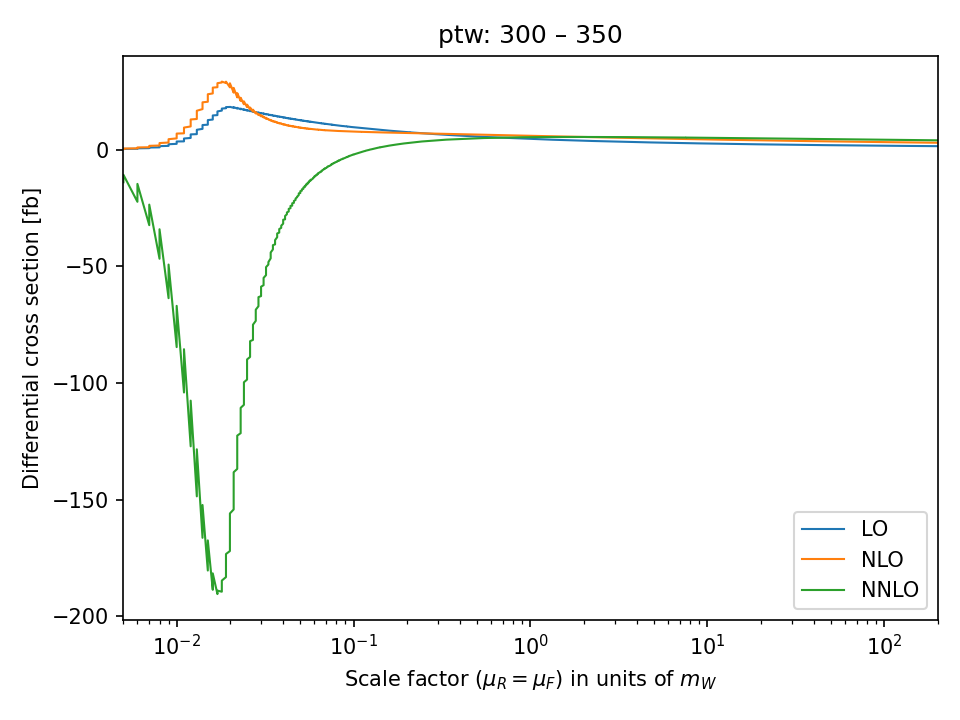 ptw: 300 – 350
Differential cross section [fb]
0
−50
−100
−150
−200
10⁻² 10⁻¹ 10⁰ 10¹ 10²
Scale factor (μ_R = μ_F) in units of m_W
LO
NLO
NNLO